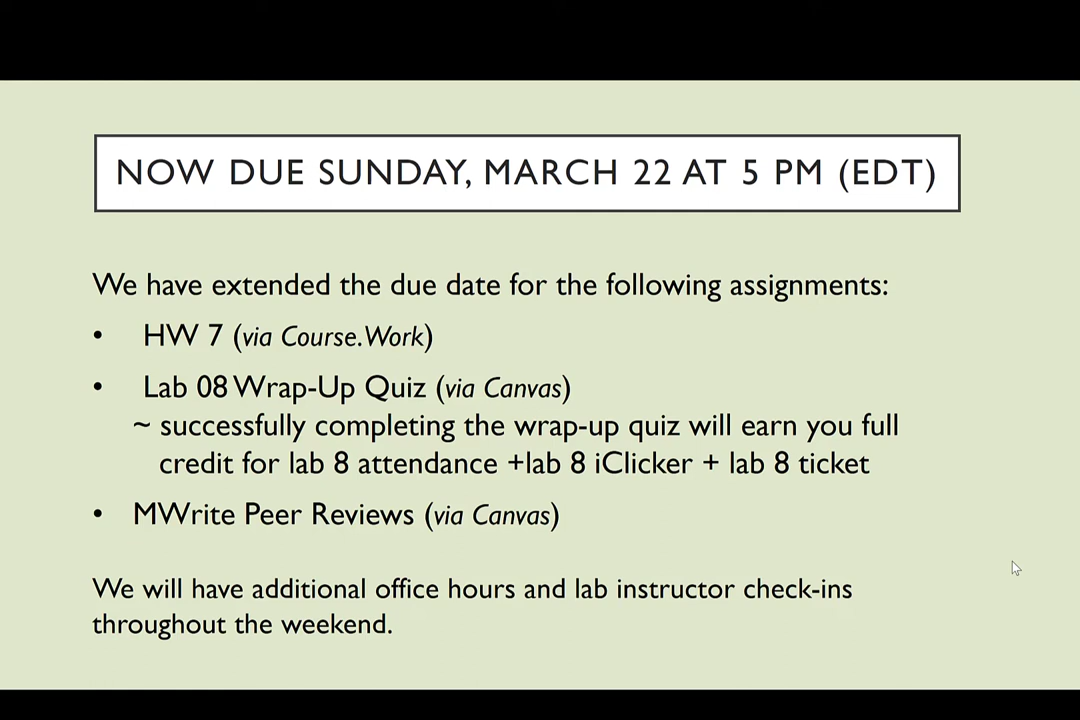 NOW DUE SUNDAY, MARCH 22 AT 5 PM (EDT)
We have extended the due date for the following assignments:
• HW 7 (via Course.Work)
• Lab 08 Wrap-Up Quiz (via Canvas)
~ successfully completing the wrap-up quiz will earn you full
credit for lab 8 attendance +lab 8 iClicker + lab 8 ticket
• MWrite Peer Reviews (via Canvas)
We will have additional office hours and lab instructor check-ins
throughout the weekend.